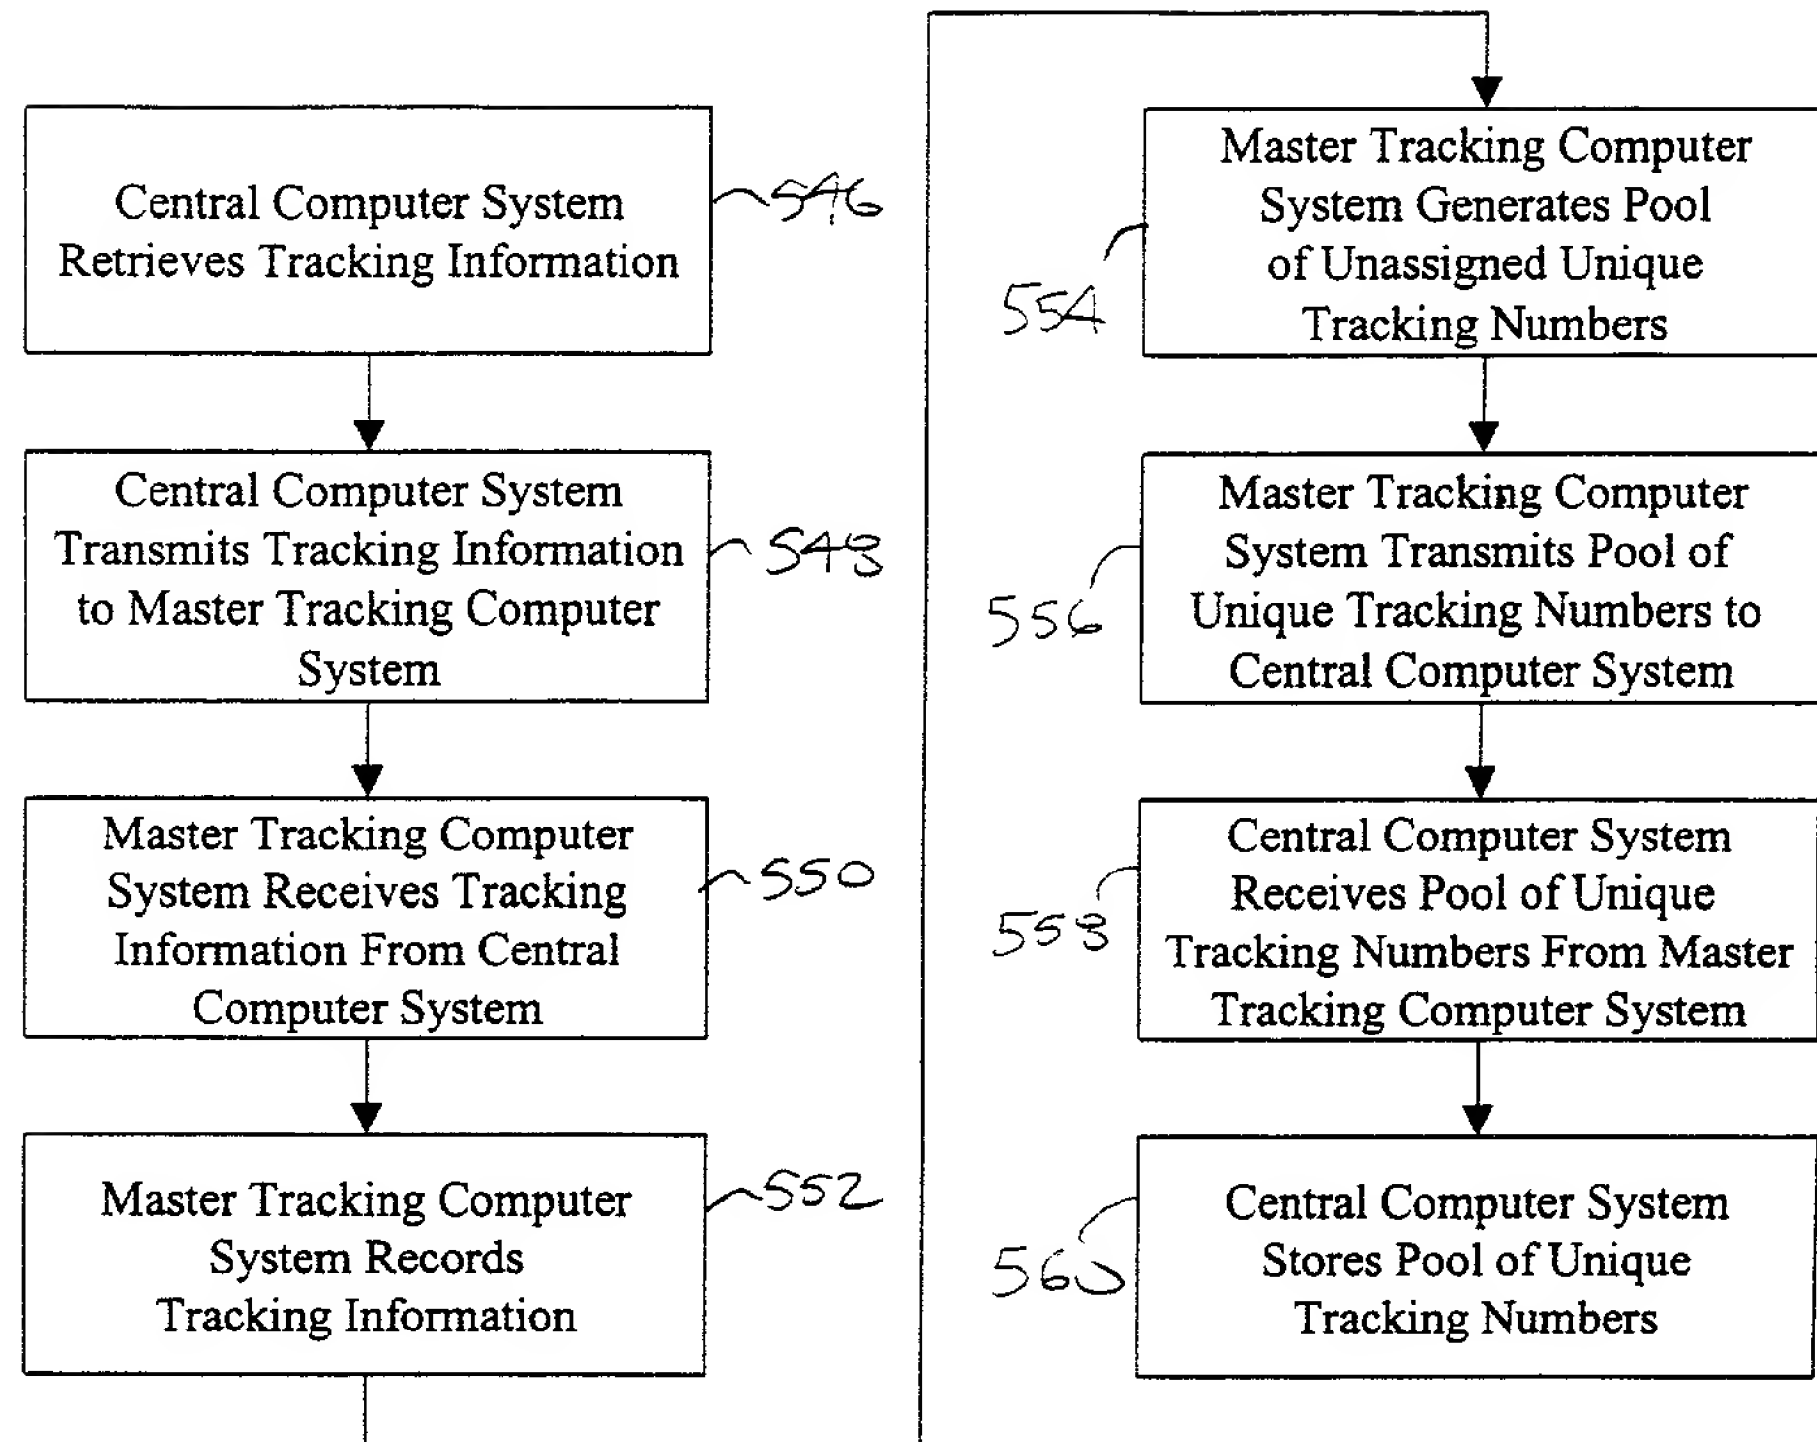 Central Computer System
Retrieves Tracking Information
546
Central Computer System
Transmits Tracking Information
to Master Tracking Computer
System
548
Master Tracking Computer
System Receives Tracking
Information From Central
Computer System
550
Master Tracking Computer
System Records
Tracking Information
552
Master Tracking Computer
System Generates Pool
of Unassigned Unique
Tracking Numbers
554
Master Tracking Computer
System Transmits Pool of
Unique Tracking Numbers to
Central Computer System
556
Central Computer System
Receives Pool of Unique
Tracking Numbers From Master
Tracking Computer System
558
Central Computer System
Stores Pool of Unique
Tracking Numbers
560